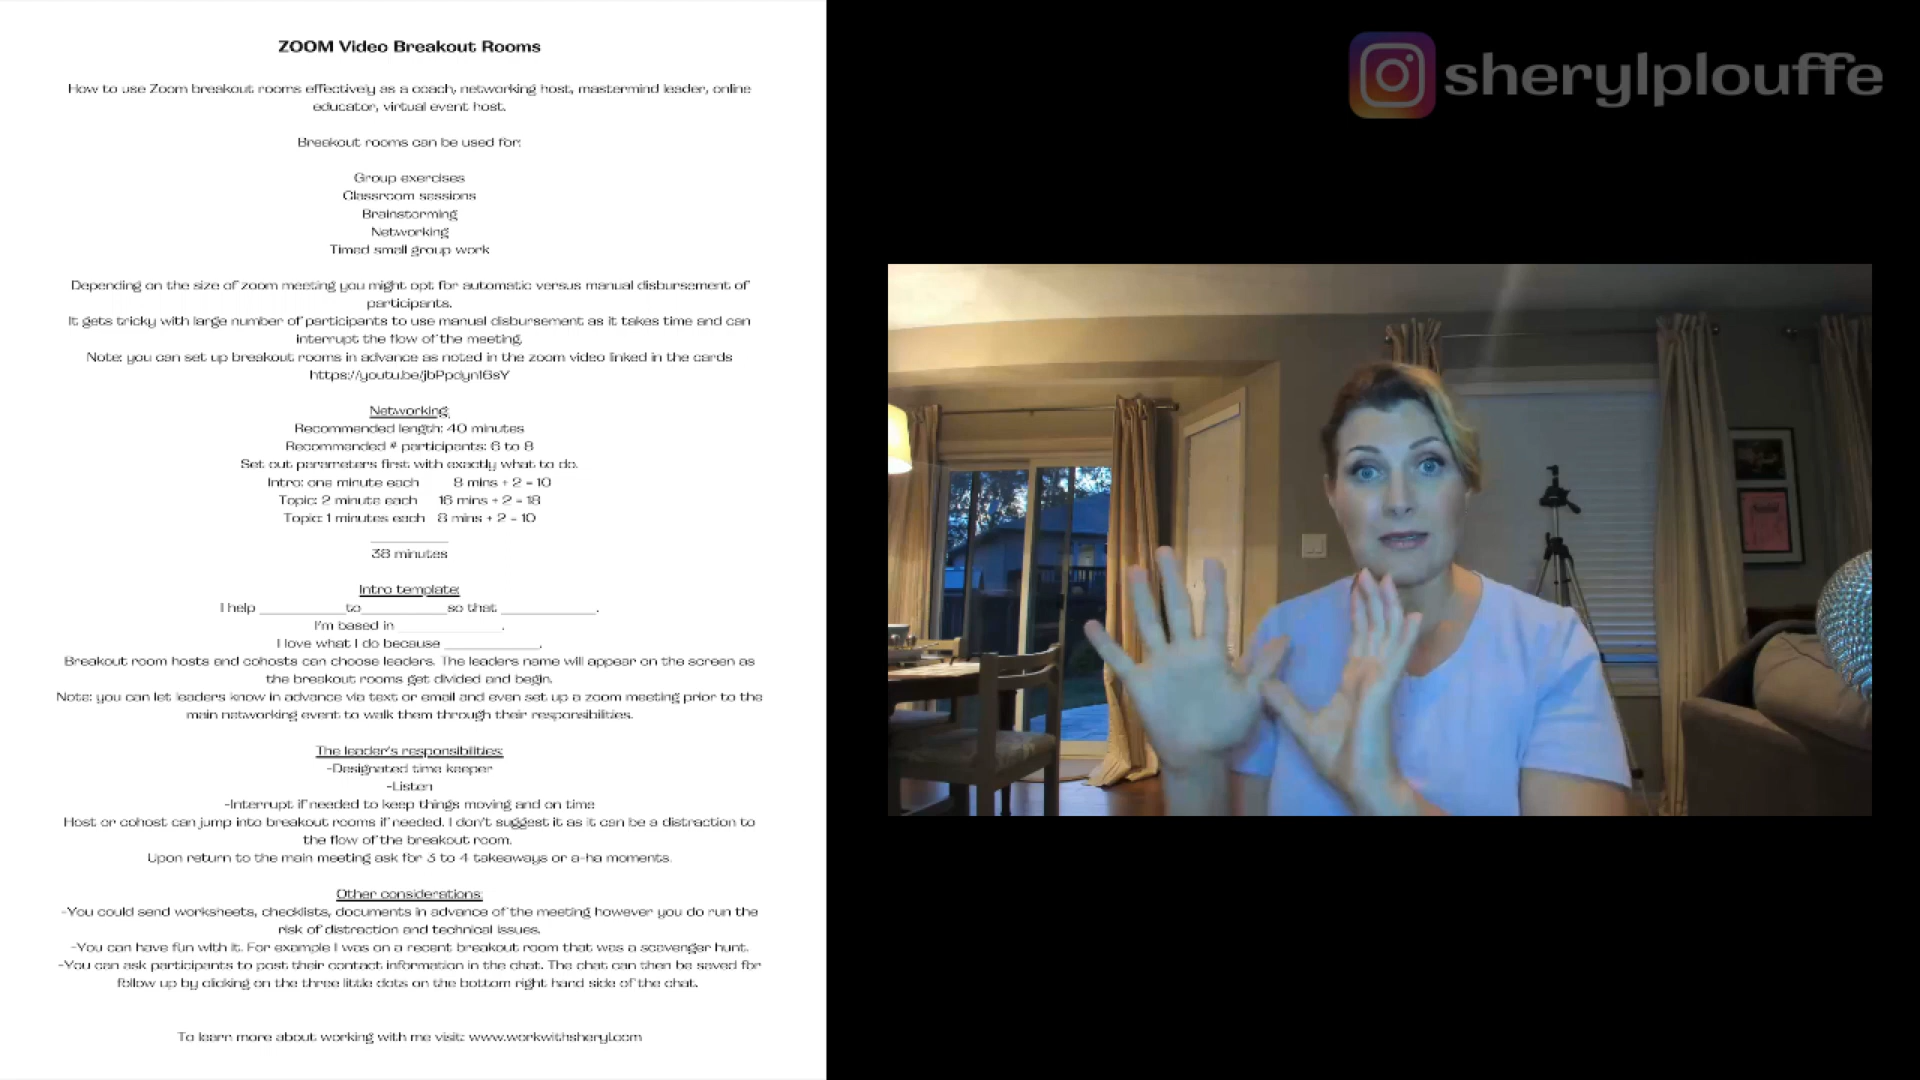 ZOOM Video Breakout Rooms
How to use Zoom breakout rooms effectively as a coach, networking host, mastermind leader, online
educator, virtual event host.
Breakout rooms can be used for:
Group exercises
Classroom sessions
Brainstorming
Networking
Timed small group work
Depending on the size of zoom meeting you might opt for automatic versus manual disbursement of
participants.
It gets tricky with large number of participants to use manual disbursement as it takes time and can
interrupt the flow of the meeting.
Note: you can set up breakout rooms in advance as noted in the zoom video linked in the cards
https://youtu.be/jbPpdyn16sY
Networking:
Recommended length: 40 minutes
Recommended # participants: 6 to 8
Set out parameters first with exactly what to do.
Intro: one minute each 8 mins + 2 = 10
Topic: 2 minute each 16 mins + 2 = 18
Topic: 1 minutes each 8 mins + 2 = 10
___________
38 minutes
Intro template:
I help ____________to____________so that _____________.
I'm based in ______________.
I love what I do because _____________.
Breakout room hosts and cohosts can choose leaders. The leaders name will appear on the screen as
the breakout rooms get divided and begin.
Note: you can let leaders know in advance via text or email and even set up a zoom meeting prior to the
main networking event to walk them through their responsibilities.
The leader's responsibilities:
-Designated time keeper
-Listen
-Interrupt if needed to keep things moving and on time
Host or cohost can jump into breakout rooms if needed. I don't suggest it as it can be a distraction to
the flow of the breakout room.
Upon return to the main meeting ask for 3 to 4 takeaways or a-ha moments.
Other considerations:
-You could send worksheets, checklists, documents in advance of the meeting however you do run the
risk of distraction and technical issues.
-You can have fun with it. For example I was on a recent breakout room that was a scavenger hunt.
-You can ask participants to post their contact information in the chat. The chat can then be saved for
follow up by clicking on the three little dots on the bottom right hand side of the chat.
To learn more about working with me visit: www.workwithsheryl.com
sherylplouffe